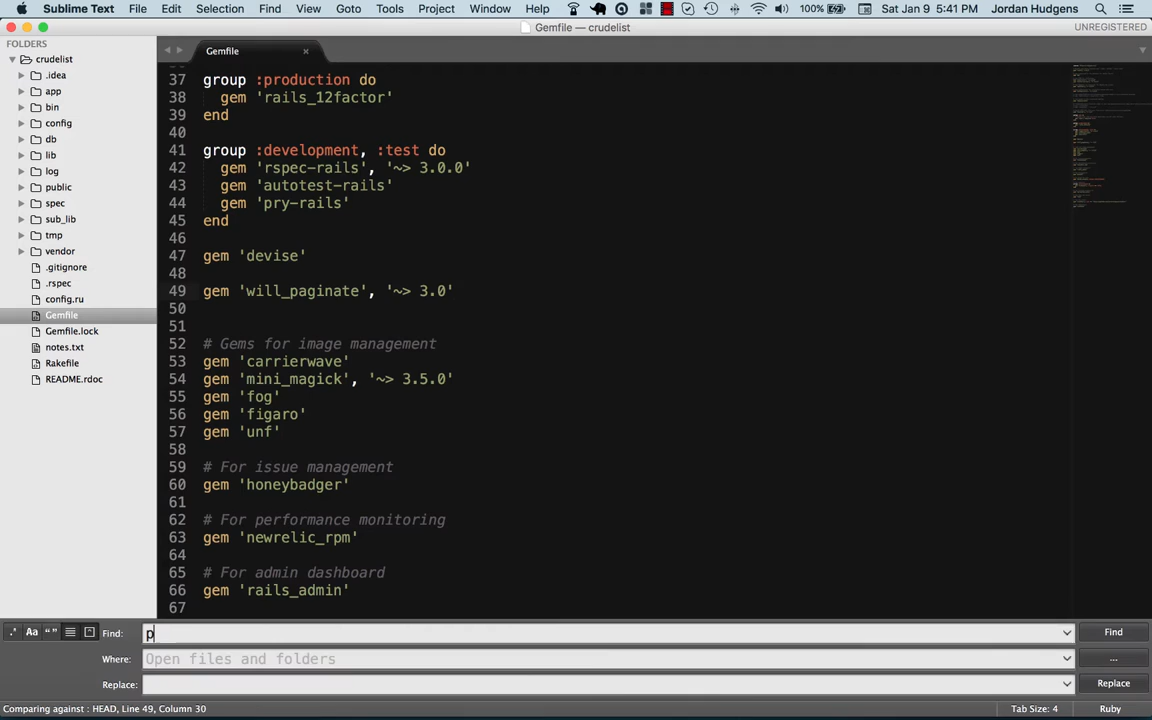 Sublime Text File Edit Selection Find View Goto Tools Project Window Help 100% Sat Jan 9 5:41 PM Jordan Hudgens
Gemfile — crudelist UNREGISTERED
FOLDERS
crudelist
.idea
app
bin
config
db
lib
log
public
spec
sub_lib
tmp
vendor
.gitignore
.rspec
config.ru
Gemfile
Gemfile.lock
notes.txt
Rakefile
README.rdoc
Gemfile ×
37 group :production do
38 gem 'rails_12factor'
39 end
40
41 group :development, :test do
42 gem 'rspec-rails', '~> 3.0.0'
43 gem 'autotest-rails'
44 gem 'pry-rails'
45 end
46
47 gem 'devise'
48
49 gem 'will_paginate', '~> 3.0'
50
51
52 # Gems for image management
53 gem 'carrierwave'
54 gem 'mini_magick', '~> 3.5.0'
55 gem 'fog'
56 gem 'figaro'
57 gem 'unf'
58
59 # For issue management
60 gem 'honeybadger'
61
62 # For performance monitoring
63 gem 'newrelic_rpm'
64
65 # For admin dashboard
66 gem 'rails_admin'
67
.* Aa “ ” Find: p Find
Where: Open files and folders ...
Replace: Replace
Comparing against : HEAD, Line 49, Column 30 Tab Size: 4 Ruby